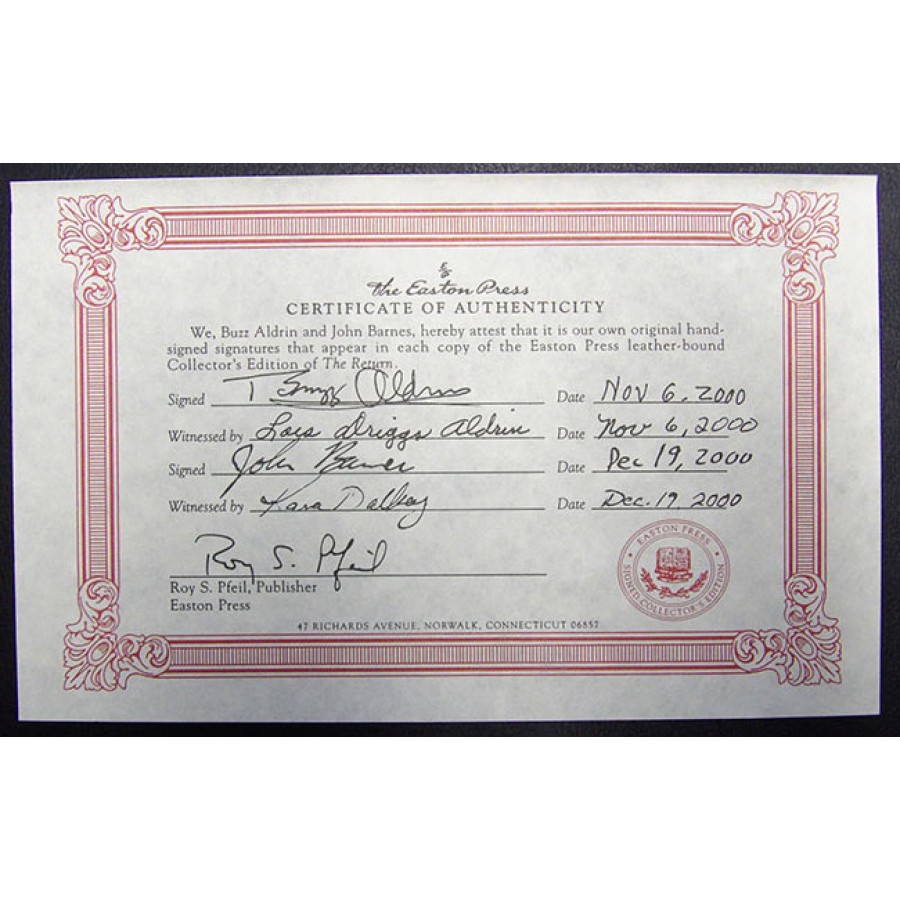 E/P
the Easton Press
CERTIFICATE OF AUTHENTICITY
We, Buzz Aldrin and John Barnes, hereby attest that it is our own original hand-
signed signatures that appear in each copy of the Easton Press leather-bound
Collector's Edition of The Return.
Signed Buzz Aldrin Date Nov 6, 2000
Witnessed by Lois Driggs Aldrin Date Nov 6, 2000
Signed John Barnes Date Dec 19, 2000
Witnessed by Kara Dalkey Date Dec. 19 2000
Roy S. Pfeil
Roy S. Pfeil, Publisher
Easton Press
EASTON PRESS
SIGNED COLLECTOR'S EDITION
47 RICHARDS AVENUE, NORWALK, CONNECTICUT 06857